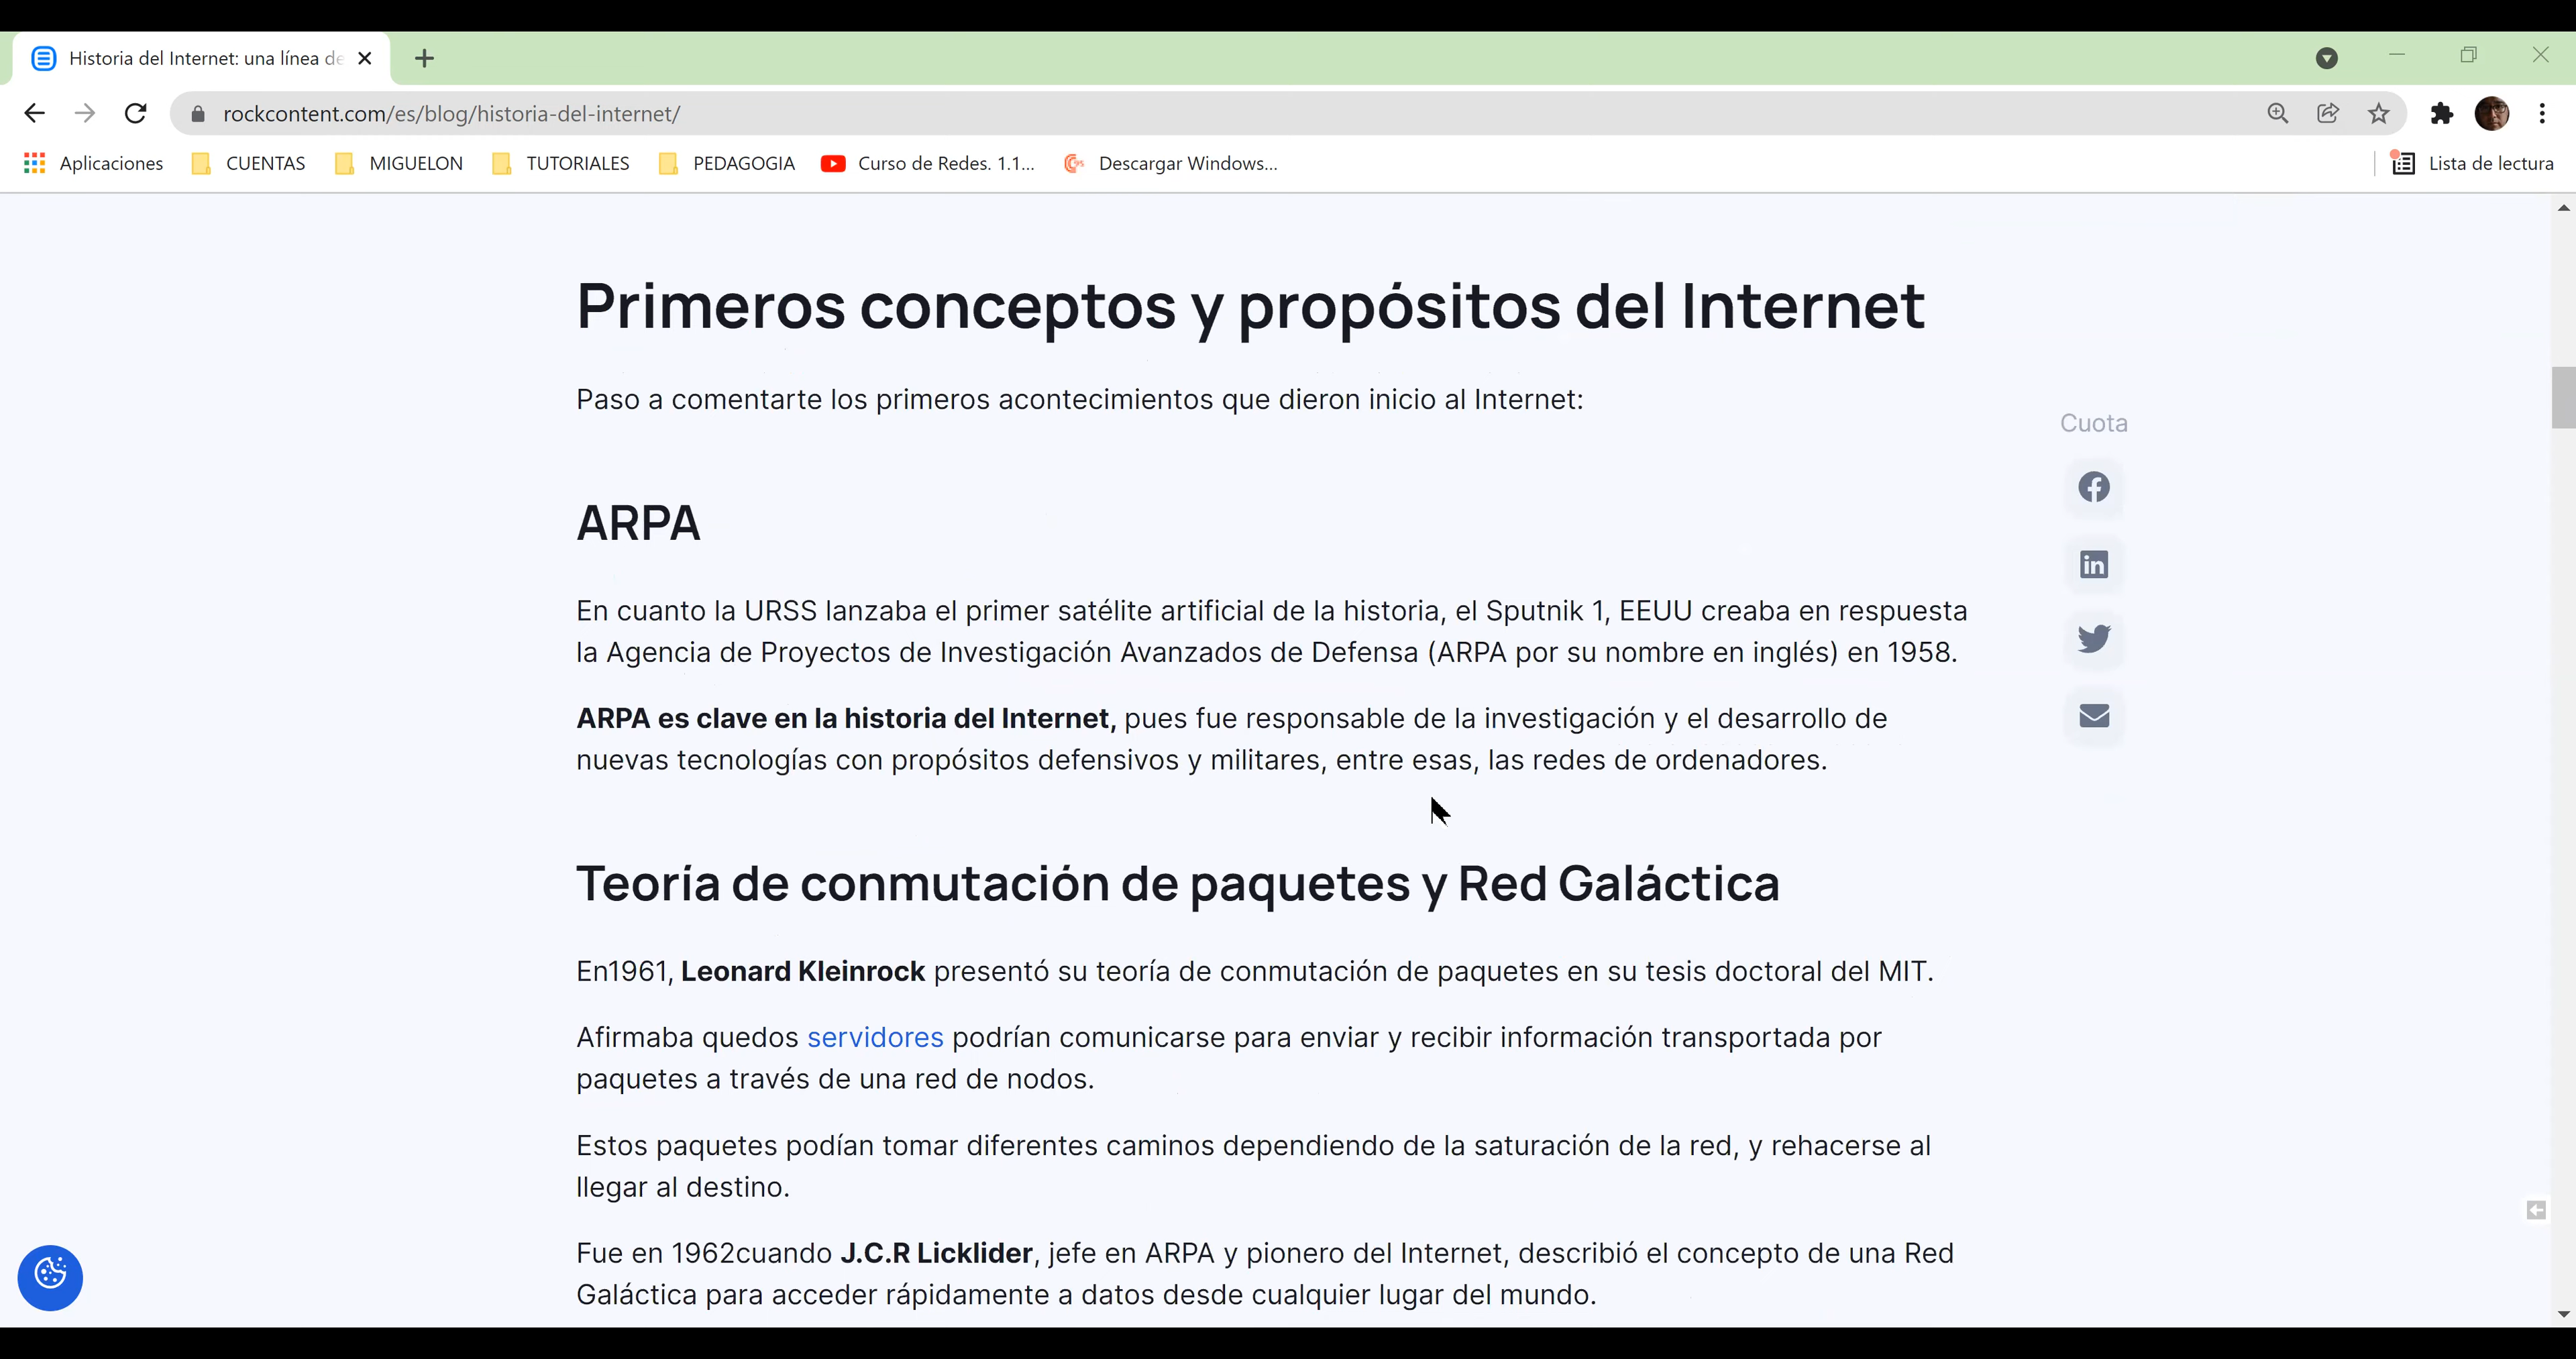 Historia del Internet: una línea de
rockcontent.com/es/blog/historia-del-internet/
Aplicaciones CUENTAS MIGUELON TUTORIALES PEDAGOGIA Curso de Redes. 1.1... Descargar Windows... Lista de lectura
Primeros conceptos y propósitos del Internet
Paso a comentarte los primeros acontecimientos que dieron inicio al Internet:
Cuota
ARPA
En cuanto la URSS lanzaba el primer satélite artificial de la historia, el Sputnik 1, EEUU creaba en respuesta
la Agencia de Proyectos de Investigación Avanzados de Defensa (ARPA por su nombre en inglés) en 1958.
ARPA es clave en la historia del Internet, pues fue responsable de la investigación y el desarrollo de
nuevas tecnologías con propósitos defensivos y militares, entre esas, las redes de ordenadores.
Teoría de conmutación de paquetes y Red Galáctica
En1961, Leonard Kleinrock presentó su teoría de conmutación de paquetes en su tesis doctoral del MIT.
Afirmaba quedos servidores podrían comunicarse para enviar y recibir información transportada por
paquetes a través de una red de nodos.
Estos paquetes podían tomar diferentes caminos dependiendo de la saturación de la red, y rehacerse al
llegar al destino.
Fue en 1962cuando J.C.R Licklider, jefe en ARPA y pionero del Internet, describió el concepto de una Red
Galáctica para acceder rápidamente a datos desde cualquier lugar del mundo.